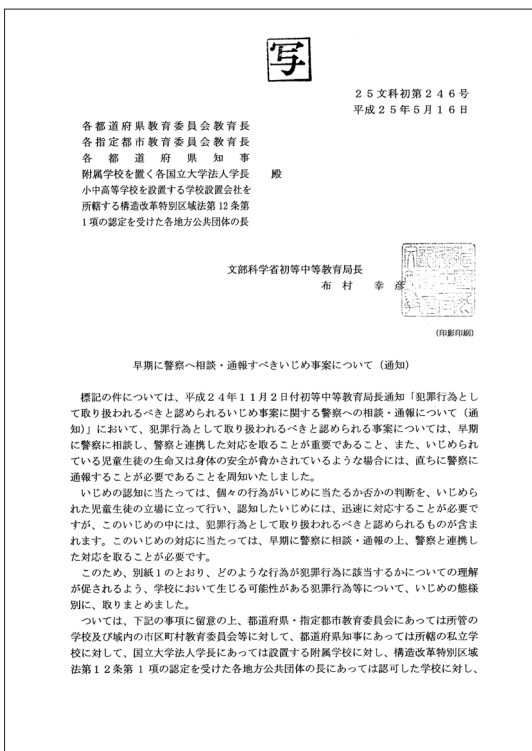 写
25文科初第246号
平成25年5月16日
各都道府県教育委員会教育長
各指定都市教育委員会教育長
各都道府県知事
附属学校を置く各国立大学法人学長 殿
小中高等学校を設置する学校設置会社を
所轄する構造改革特別区域法第12条第
1項の認定を受けた各地方公共団体の長
文部科学省初等中等教育局長
布村 幸彦
(印影印刷)
早期に警察へ相談・通報すべきいじめ事案について(通知)
標記の件については、平成24年11月2日付初等中等教育局長通知「犯罪行為とし
て取り扱われるべきと認められるいじめ事案に関する警察への相談・通報について(通
知)」において、犯罪行為として取り扱われるべきと認められる事案については、早期
に警察に相談し、警察と連携した対応を取ることが重要であること、また、いじめられ
ている児童生徒の生命又は身体の安全が脅かされているような場合には、直ちに警察に
通報することが必要であることを周知いたしました。
いじめの認知に当たっては、個々の行為がいじめに当たるか否かの判断を、いじめら
れた児童生徒の立場に立って行い、認知したいじめには、迅速に対応することが必要で
すが、このいじめの中には、犯罪行為として取り扱われるべきと認められるものが含ま
れます。このいじめの対応に当たっては、早期に警察に相談・通報の上、警察と連携し
た対応を取ることが必要です。
このため、別紙1のとおり、どのような行為が犯罪行為に該当するかについての理解
が促されるよう、学校において生じる可能性がある犯罪行為等について、いじめの態様
別に、取りまとめました。
ついては、下記の事項に留意の上、都道府県・指定都市教育委員会にあっては所管の
学校及び域内の市区町村教育委員会等に対して、都道府県知事にあっては所轄の私立学
校に対して、国立大学法人学長にあっては設置する附属学校に対し、構造改革特別区域
法第12条第1項の認定を受けた各地方公共団体の長にあっては認可した学校に対し、